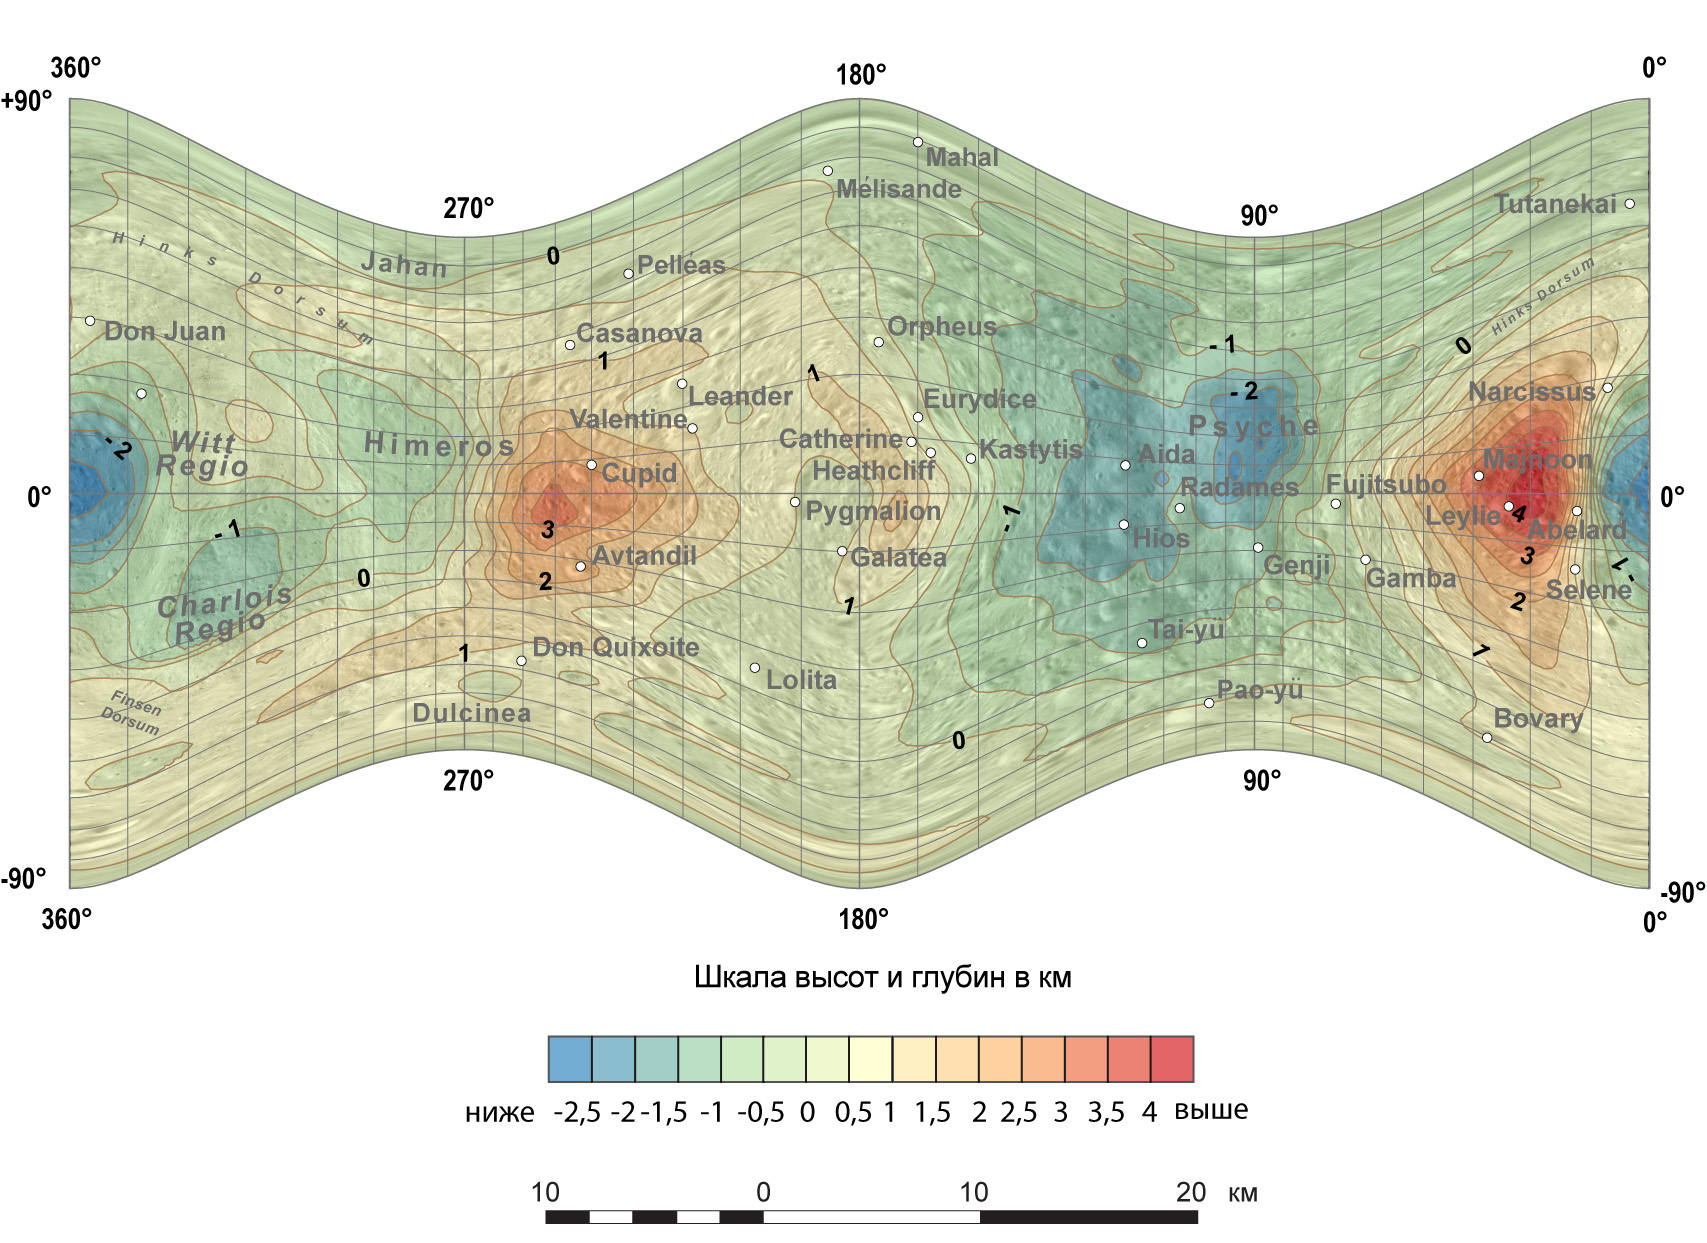 360°
180°
0°
+90°
270°
90°
Mahal
Mélisande
Tutanekai
Hinks Dorsum
Jahan
0
Pelléas
Hinks Dorsum
Don Juan
Casanova
Orpheus
-1
0
1
1
Leander
Eurydice
-2
Narcissus
Valentine
Psyche
-2
Witt
Regio
Himeros
Catherine
Kastytis
Aida
Majnoon
Cupid
Heathcliff
Radames
Fujitsubo
0°
0°
Pygmalion
-1
Leylie
4
Abelard
-1
3
Hios
Avtandil
Galatea
Genji
Gamba
3
-1
0
2
Selene
Charlois
Regio
1
2
Tai-yü
1
Don Quixoite
1
Lolita
Pao-yü
Finsen
Dorsum
Dulcinea
Bovary
0
270°
90°
-90°
-90°
360°
180°
0°
Шкала высот и глубин в км
ниже -2,5 -2 -1,5 -1 -0,5 0 0,5 1 1,5 2 2,5 3 3,5 4 выше
10 0 10 20 км